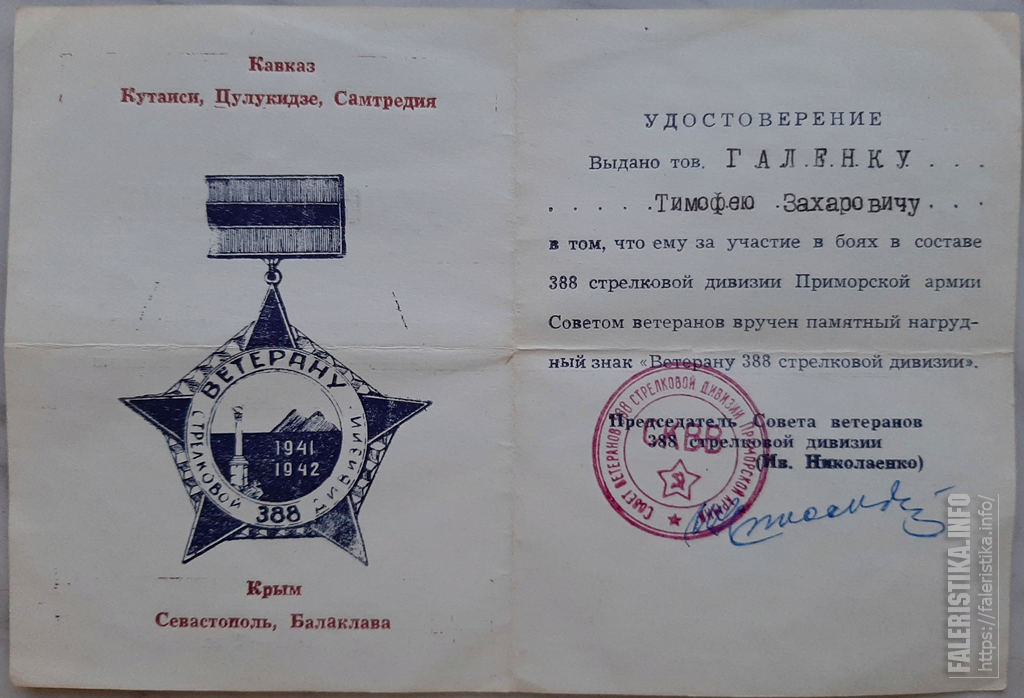 Кавказ
Кутаиси, Цулукидзе, Самтредия
ВЕТЕРАНУ
СТРЕЛКОВОЙ ДИВИЗИИ
1941
1942
388
Крым
Севастополь, Балаклава
УДОСТОВЕРЕНИЕ
Выдано тов. ГАЛЕНКУ . . .
. . . . . Тимофею Захаровичу . . .
в том, что ему за участие в боях в составе
388 стрелковой дивизии Приморской армии
Советом ветеранов вручен памятный нагруд-
ный знак «Ветерану 388 стрелковой дивизии».
Председатель Совета ветеранов
388 стрелковой дивизии
(Ив. Николаенко)
СОВЕТ ВЕТЕРАНОВ 388 СТРЕЛКОВОЙ ДИВИЗИИ ПРИМОРСКОЙ АРМИИ
СКВВ
FALERISTIKA.INFO
https://faleristika.info/